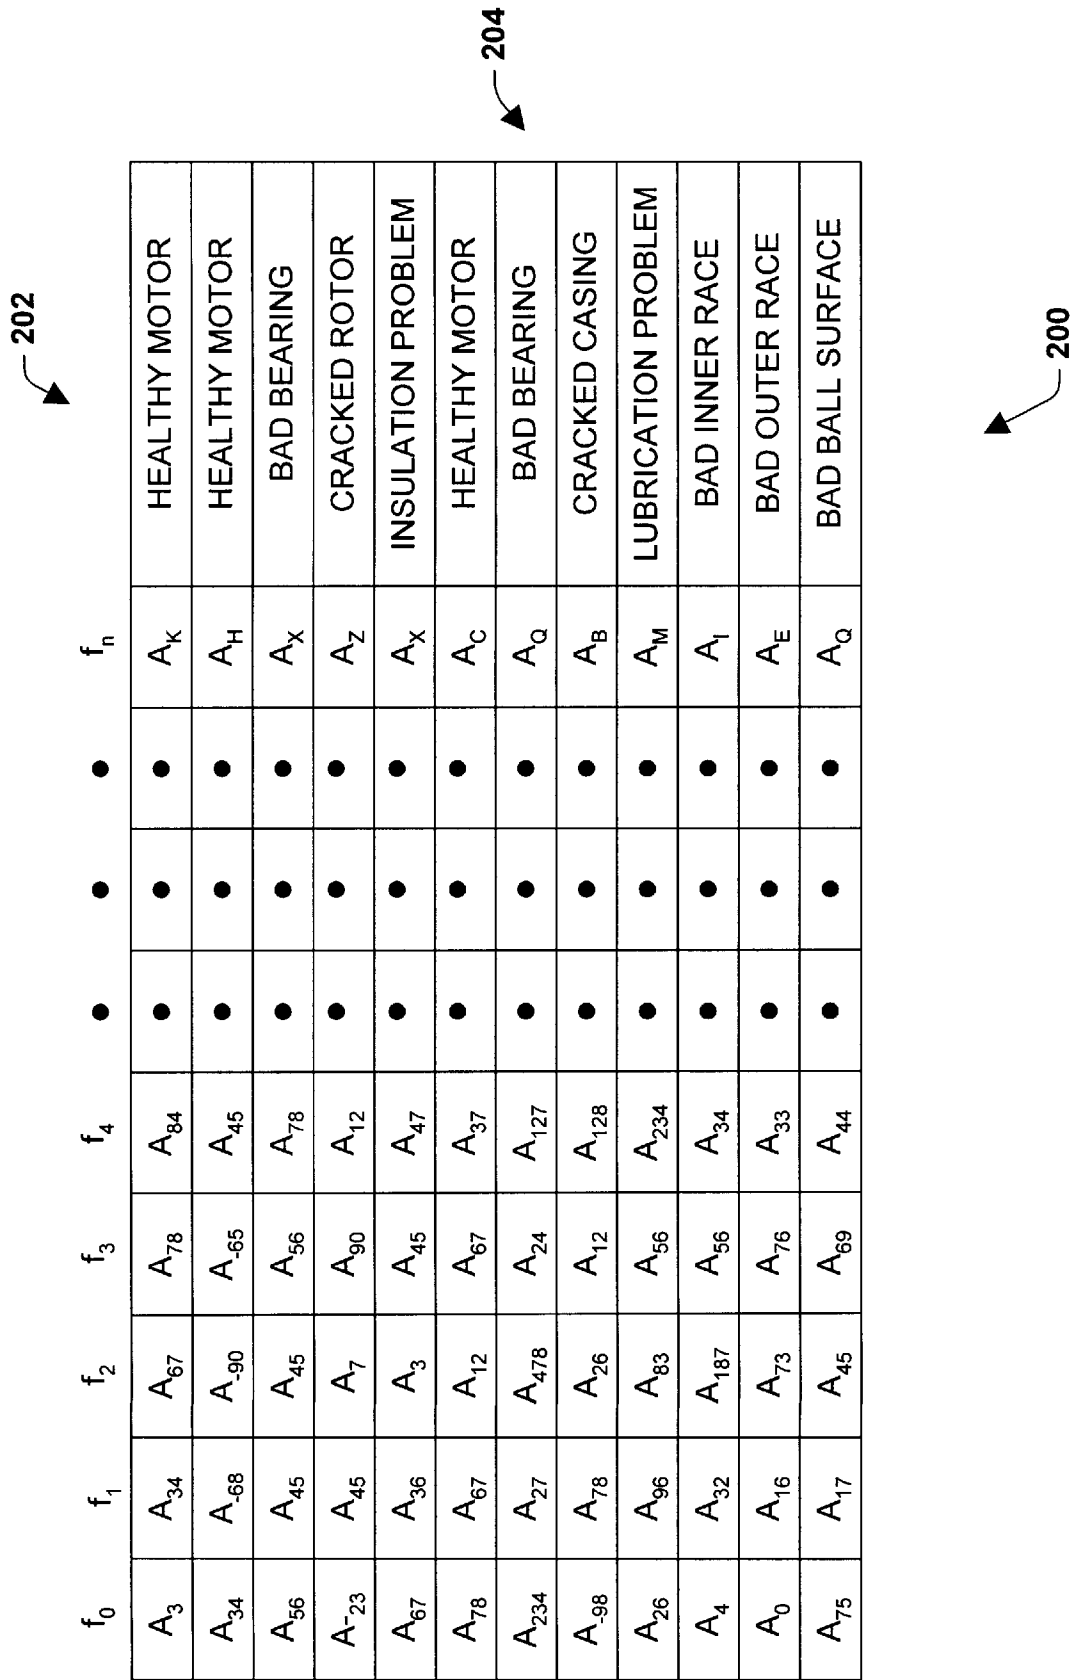 202
f0 f1 f2 f3 f4 ● ● ● fn
A3 A34 A67 A78 A84 ● ● ● AK HEALTHY MOTOR
A34 A-68 A-90 A-65 A45 ● ● ● AH HEALTHY MOTOR
A56 A45 A45 A56 A78 ● ● ● AX BAD BEARING
A-23 A45 A7 A90 A12 ● ● ● AZ CRACKED ROTOR
A67 A36 A3 A45 A47 ● ● ● AX INSULATION PROBLEM
A78 A67 A12 A67 A37 ● ● ● AC HEALTHY MOTOR
A234 A27 A478 A24 A127 ● ● ● AQ BAD BEARING
A-98 A78 A26 A12 A128 ● ● ● AB CRACKED CASING
A26 A96 A83 A56 A234 ● ● ● AM LUBRICATION PROBLEM
A4 A32 A187 A56 A34 ● ● ● AI BAD INNER RACE
A0 A16 A73 A76 A33 ● ● ● AE BAD OUTER RACE
A75 A17 A45 A69 A44 ● ● ● AQ BAD BALL SURFACE
204
200